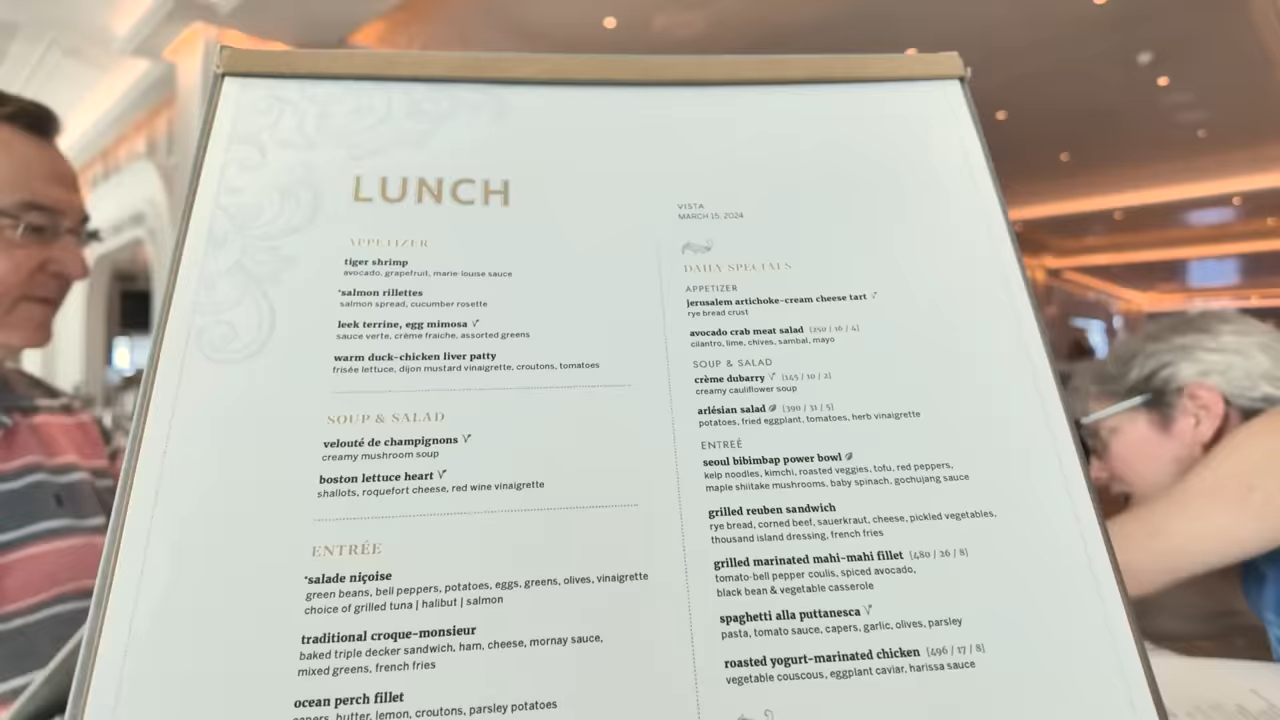 LUNCH
APPETIZER
tiger shrimp
avocado, grapefruit, marie-louise sauce
*salmon rillettes
salmon spread, cucumber rosette
leek terrine, egg mimosa
sauce verte, crème fraiche, assorted greens
warm duck-chicken liver patty
frisée lettuce, dijon mustard vinaigrette, croutons, tomatoes
SOUP & SALAD
velouté de champignons
creamy mushroom soup
boston lettuce heart
shallots, roquefort cheese, red wine vinaigrette
ENTRÉE
*salade niçoise
green beans, bell peppers, potatoes, eggs, greens, olives, vinaigrette
choice of grilled tuna | halibut | salmon
traditional croque-monsieur
baked triple decker sandwich, ham, cheese, mornay sauce,
mixed greens, french fries
ocean perch fillet
capers, butter, lemon, croutons, parsley potatoes
VISTA
MARCH 15, 2024
DAILY SPECIALS
APPETIZER
jerusalem artichoke-cream cheese tart
rye bread crust
avocado crab meat salad [250 / 16 / 4]
cilantro, lime, chives, sambal, mayo
SOUP & SALAD
crème dubarry [145 / 10 / 2]
creamy cauliflower soup
arlésian salad [390 / 31 / 5]
potatoes, fried eggplant, tomatoes, herb vinaigrette
ENTREÉ
seoul bibimbap power bowl
kelp noodles, kimchi, roasted veggies, tofu, red peppers,
maple shiitake mushrooms, baby spinach, gochujang sauce
grilled reuben sandwich
rye bread, corned beef, sauerkraut, cheese, pickled vegetables,
thousand island dressing, french fries
grilled marinated mahi-mahi fillet [480 / 26 / 8]
tomato-bell pepper coulis, spiced avocado,
black bean & vegetable casserole
spaghetti alla puttanesca
pasta, tomato sauce, capers, garlic, olives, parsley
roasted yogurt-marinated chicken [496 / 17 / 8]
vegetable couscous, eggplant caviar, harissa sauce